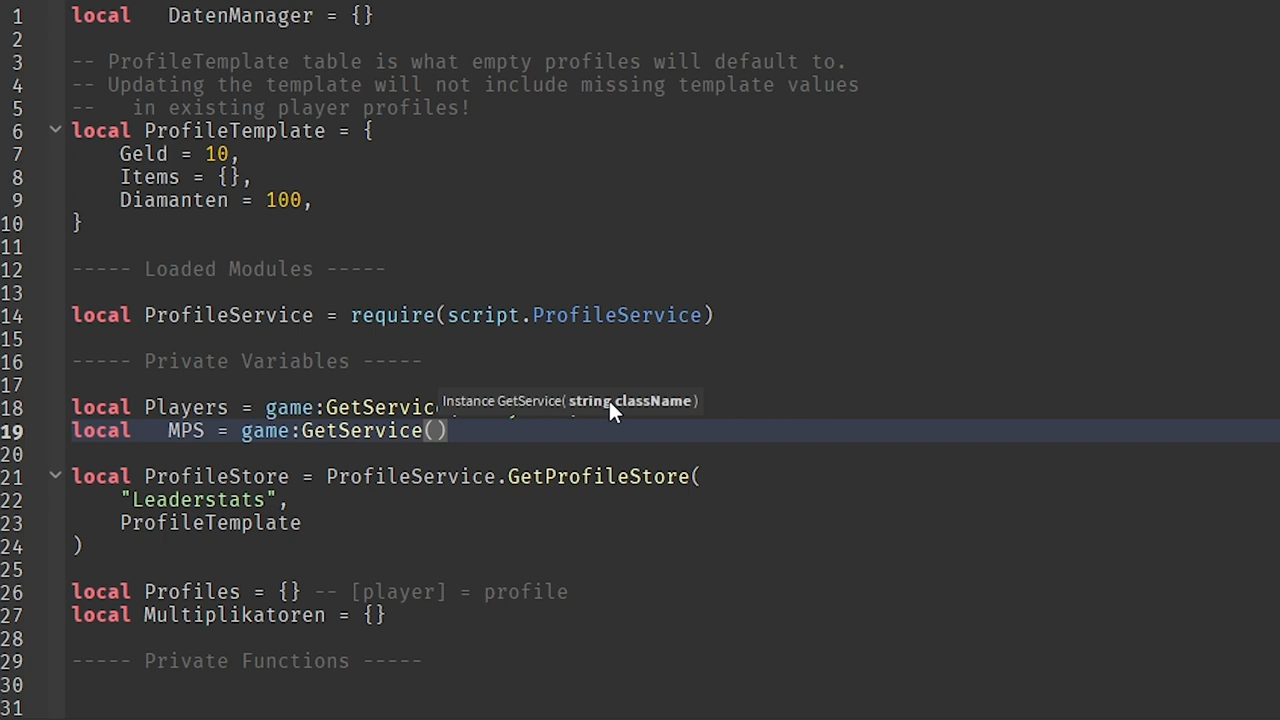 1 local DatenManager = {}
2
3 -- ProfileTemplate table is what empty profiles will default to.
4 -- Updating the template will not include missing template values
5 -- in existing player profiles!
6 local ProfileTemplate = {
7 Geld = 10,
8 Items = {},
9 Diamanten = 100,
10 }
11
12 ----- Loaded Modules -----
13
14 local ProfileService = require(script.ProfileService)
15
16 ----- Private Variables -----
17
Instance GetService( string className )
18 local Players = game:GetServic
19 local MPS = game:GetService()
20
21 local ProfileStore = ProfileService.GetProfileStore(
22 "Leaderstats",
23 ProfileTemplate
24 )
25
26 local Profiles = {} -- [player] = profile
27 local Multiplikatoren = {}
28
29 ----- Private Functions -----
30
31